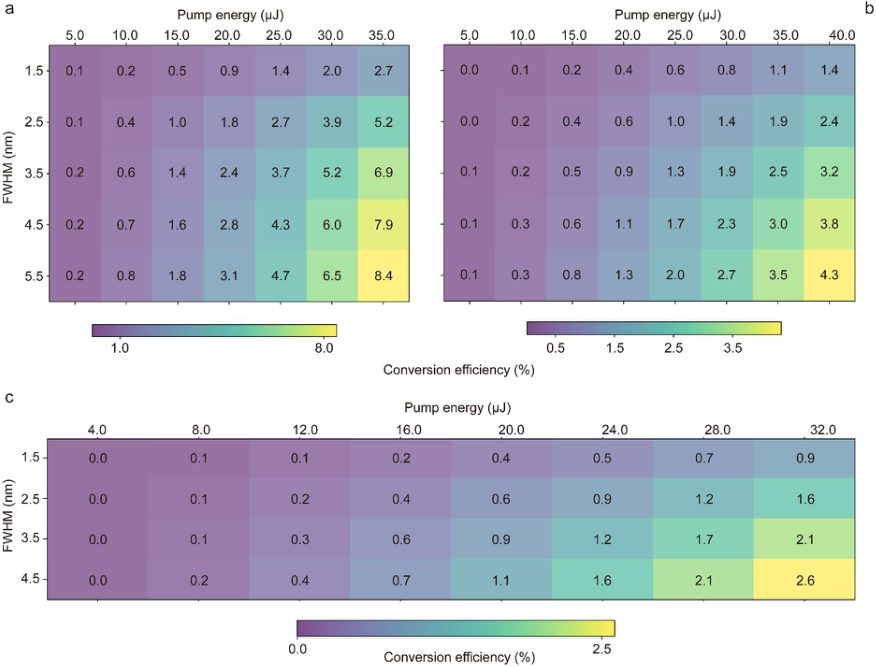 a
Pump energy (μJ)
5.0 10.0 15.0 20.0 25.0 30.0 35.0
FWHM (nm)
1.5 0.1 0.2 0.5 0.9 1.4 2.0 2.7
2.5 0.1 0.4 1.0 1.8 2.7 3.9 5.2
3.5 0.2 0.6 1.4 2.4 3.7 5.2 6.9
4.5 0.2 0.7 1.6 2.8 4.3 6.0 7.9
5.5 0.2 0.8 1.8 3.1 4.7 6.5 8.4
1.0 8.0
b
Pump energy (μJ)
5.0 10.0 15.0 20.0 25.0 30.0 35.0 40.0
0.0 0.1 0.2 0.4 0.6 0.8 1.1 1.4
0.0 0.2 0.4 0.6 1.0 1.4 1.9 2.4
0.1 0.2 0.5 0.9 1.3 1.9 2.5 3.2
0.1 0.3 0.6 1.1 1.7 2.3 3.0 3.8
0.1 0.3 0.8 1.3 2.0 2.7 3.5 4.3
0.5 1.5 2.5 3.5
Conversion efficiency (%)
c
Pump energy (μJ)
4.0 8.0 12.0 16.0 20.0 24.0 28.0 32.0
FWHM (nm)
1.5 0.0 0.1 0.1 0.2 0.4 0.5 0.7 0.9
2.5 0.0 0.1 0.2 0.4 0.6 0.9 1.2 1.6
3.5 0.0 0.1 0.3 0.6 0.9 1.2 1.7 2.1
4.5 0.0 0.2 0.4 0.7 1.1 1.6 2.1 2.6
0.0 2.5
Conversion efficiency (%)